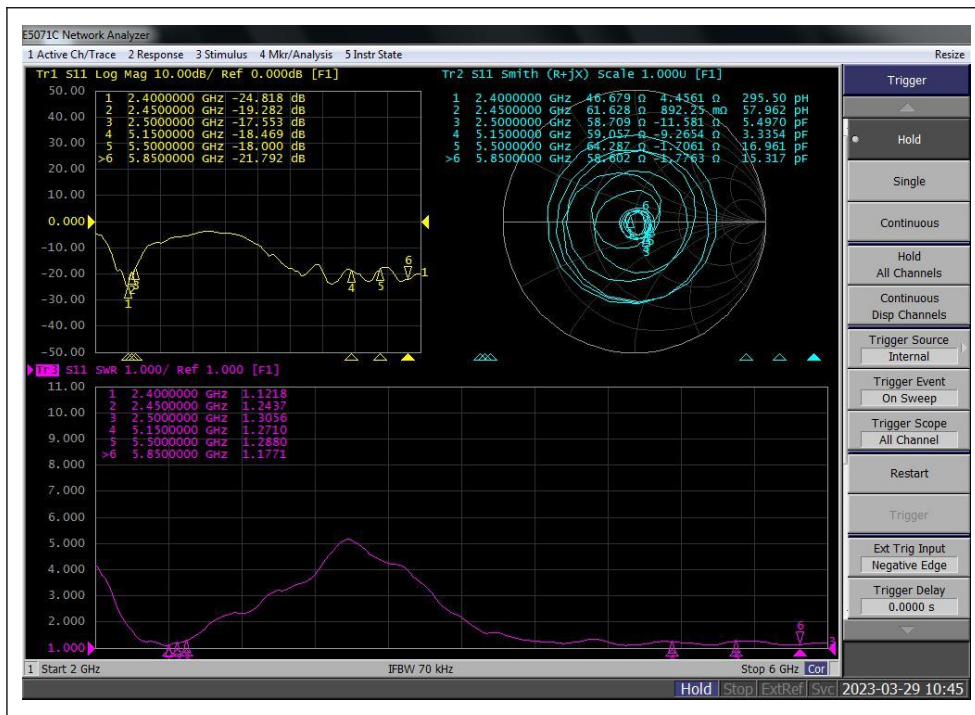 E5071C Network Analyzer
1 Active Ch/Trace 2 Response 3 Stimulus 4 Mkr/Analysis 5 Instr State Resize
Tr1 S11 Log Mag 10.00dB/ Ref 0.000dB [F1]
50.00
1 2.4000000 GHz -24.818 dB
2 2.4500000 GHz -19.282 dB
3 2.5000000 GHz -17.553 dB
4 5.1500000 GHz -18.469 dB
5 5.5000000 GHz -18.000 dB
>6 5.8500000 GHz -21.792 dB
40.00
30.00
20.00
10.00
0.000
-10.00
-20.00
-30.00
-40.00
-50.00
1
2
3
4
5
6
1
Tr2 S11 Smith (R+jX) Scale 1.000U [F1]
1 2.4000000 GHz 46.679 Ω 4.4561 Ω 295.50 pH
2 2.4500000 GHz 61.628 Ω 892.25 mΩ 57.962 pH
3 2.5000000 GHz 58.709 Ω -11.581 Ω 5.4970 pF
4 5.1500000 GHz 59.057 Ω -9.2654 Ω 3.3354 pF
5 5.5000000 GHz 64.287 Ω -1.7061 Ω 16.961 pF
>6 5.8500000 GHz 58.602 Ω -1.7763 Ω 15.317 pF
6
3
Tr3 S11 SWR 1.000/ Ref 1.000 [F1]
11.00
1 2.4000000 GHz 1.1218
2 2.4500000 GHz 1.2437
3 2.5000000 GHz 1.3056
4 5.1500000 GHz 1.2710
5 5.5000000 GHz 1.2880
>6 5.8500000 GHz 1.1771
10.00
9.000
8.000
7.000
6.000
5.000
4.000
3.000
2.000
1.000
6
3
1 Start 2 GHz IFBW 70 kHz Stop 6 GHz Cor
Trigger
Hold
Single
Continuous
Hold
All Channels
Continuous
Disp Channels
Trigger Source
Internal
Trigger Event
On Sweep
Trigger Scope
All Channel
Restart
Trigger
Ext Trig Input
Negative Edge
Trigger Delay
0.0000 s
Hold Stop ExtRef Svc 2023-03-29 10:45